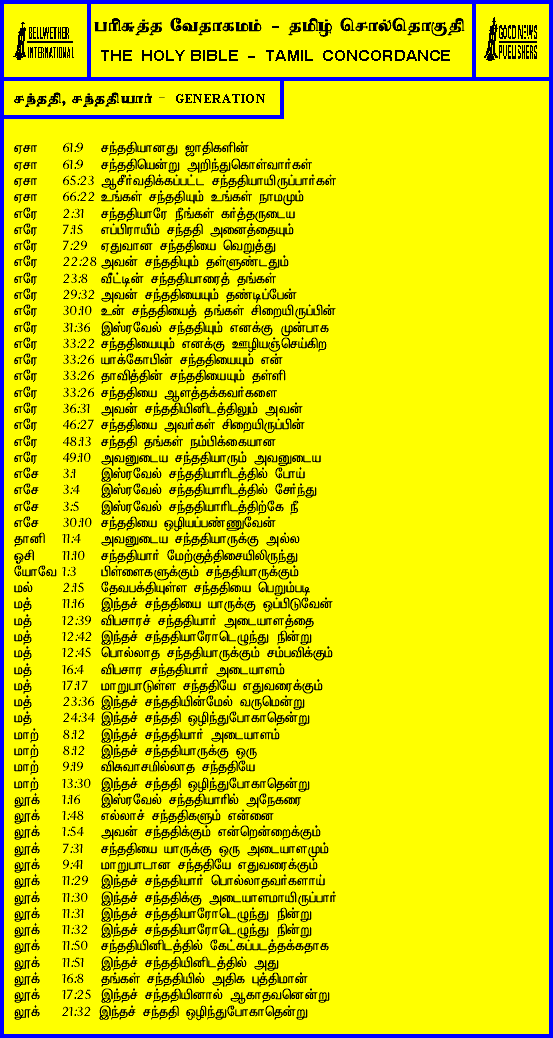 BELLWETHER
INTERNATIONAL
பரிசுத்த வேதாகமம் - தமிழ் சொல்தொகுதி
THE HOLY BIBLE - TAMIL CONCORDANCE
GOOD NEWS
PUBLISHERS
சந்ததி, சந்ததியார் - GENERATION
ஏசா 61:9 சந்ததியானது ஜாதிகளின்
ஏசா 61:9 சந்ததியென்று அறிந்துகொள்வார்கள்
ஏசா 65:23 ஆசீர்வதிக்கப்பட்ட சந்ததியாயிருப்பார்கள்
ஏசா 66:22 உங்கள் சந்ததியும் உங்கள் நாமமும்
எரே 2:31 சந்ததியாரே நீங்கள் கர்த்தருடைய
எரே 7:15 எப்பிராயீம் சந்ததி அனைத்தையும்
எரே 7:29 ஏதுவான சந்ததியை வெறுத்து
எரே 22:28 அவன் சந்ததியும் தள்ளுண்டதும்
எரே 23:8 வீட்டின் சந்ததியாரைத் தங்கள்
எரே 29:32 அவன் சந்ததியையும் தண்டிப்பேன்
எரே 30:10 உன் சந்ததியைத் தங்கள் சிறையிருப்பின்
எரே 31:36 இஸ்ரவேல் சந்ததியும் எனக்கு முன்பாக
எரே 33:22 சந்ததியையும் எனக்கு ஊழியஞ்செய்கிற
எரே 33:26 யாக்கோபின் சந்ததியையும் என்
எரே 33:26 தாவித்தின் சந்ததியையும் தள்ளி
எரே 33:26 சந்ததியை ஆளத்தக்கவர்களை
எரே 36:31 அவன் சந்ததியினிடத்திலும் அவன்
எரே 46:27 சந்ததியை அவர்கள் சிறையிருப்பின்
எரே 48:13 சந்ததி தங்கள் நம்பிக்கையான
எரே 49:10 அவனுடைய சந்ததியாரும் அவனுடைய
எசே 3:1 இஸ்ரவேல் சந்ததியாரிடத்தில் போய்
எசே 3:4 இஸ்ரவேல் சந்ததியாரிடத்தில் சேர்ந்து
எசே 3:5 இஸ்ரவேல் சந்ததியாரிடத்திற்கே நீ
எசே 30:10 சந்ததியை ஒழியப்பண்ணுவேன்
தானி 11:4 அவனுடைய சந்ததியாருக்கு அல்ல
ஓசி 11:10 சந்ததியார் மேற்குத்திசையிலிருந்து
யோவே 1:3 பிள்ளைகளுக்கும் சந்ததியாருக்கும்
மல் 2:15 தேவபக்தியுள்ள சந்ததியை பெறும்படி
மத் 11:16 இந்தச் சந்ததியை யாருக்கு ஒப்பிடுவேன்
மத் 12:39 விபசாரச் சந்ததியார் அடையாளத்தை
மத் 12:42 இந்தச் சந்ததியாரோடெழுந்து நின்று
மத் 12:45 பொல்லாத சந்ததியாருக்கும் சம்பவிக்கும்
மத் 16:4 விபசார சந்ததியார் அடையாளம்
மத் 17:17 மாறுபாடுள்ள சந்ததியே எதுவரைக்கும்
மத் 23:36 இந்தச் சந்ததியின்மேல் வருமென்று
மத் 24:34 இந்தச் சந்ததி ஒழிந்துபோகாதென்று
மாற் 8:12 இந்தச் சந்ததியார் அடையாளம்
மாற் 8:12 இந்தச் சந்ததியாருக்கு ஒரு
மாற் 9:19 விசுவாசமில்லாத சந்ததியே
மாற் 13:30 இந்தச் சந்ததி ஒழிந்துபோகாதென்று
லூக் 1:16 இஸ்ரவேல் சந்ததியாரில் அநேகரை
லூக் 1:48 எல்லாச் சந்ததிகளும் என்னை
லூக் 1:54 அவன் சந்ததிக்கும் என்றென்றைக்கும்
லூக் 7:31 சந்ததியை யாருக்கு ஒரு அடையாளமும்
லூக் 9:41 மாறுபாடான சந்ததியே எதுவரைக்கும்
லூக் 11:29 இந்தச் சந்ததியார் பொல்லாதவர்களாய்
லூக் 11:30 இந்தச் சந்ததிக்கு அடையாளமாயிருப்பார்
லூக் 11:31 இந்தச் சந்ததியாரோடெழுந்து நின்று
லூக் 11:32 இந்தச் சந்ததியாரோடெழுந்து நின்று
லூக் 11:50 சந்ததியினிடத்தில் கேட்கப்படத்தக்கதாக
லூக் 11:51 இந்தச் சந்ததியினிடத்தில் அது
லூக் 16:8 தங்கள் சந்ததியில் அதிக புத்திமான்
லூக் 17:25 இந்தச் சந்ததியினால் ஆகாதவனென்று
லூக் 21:32 இந்தச் சந்ததி ஒழிந்துபோகாதென்று